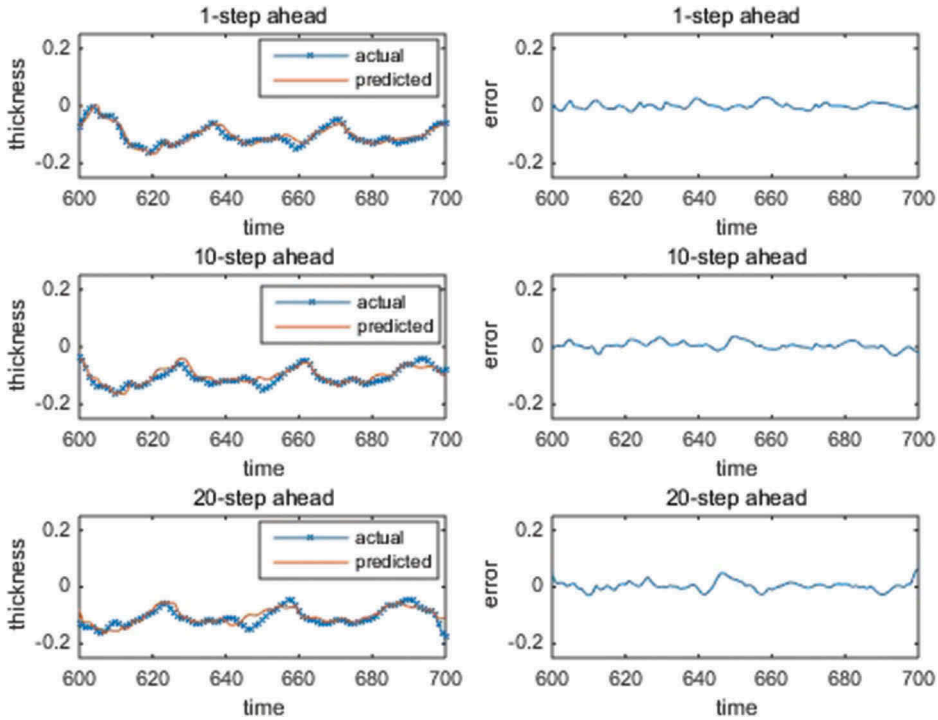 1-step ahead
thickness
0.2
0
-0.2
actual
predicted
600 620 640 660 680 700
time
1-step ahead
error
0.2
0
-0.2
600 620 640 660 680 700
time
10-step ahead
thickness
0.2
0
-0.2
actual
predicted
600 620 640 660 680 700
time
10-step ahead
error
0.2
0
-0.2
600 620 640 660 680 700
time
20-step ahead
thickness
0.2
0
-0.2
actual
predicted
600 620 640 660 680 700
time
20-step ahead
error
0.2
0
-0.2
600 620 640 660 680 700
time